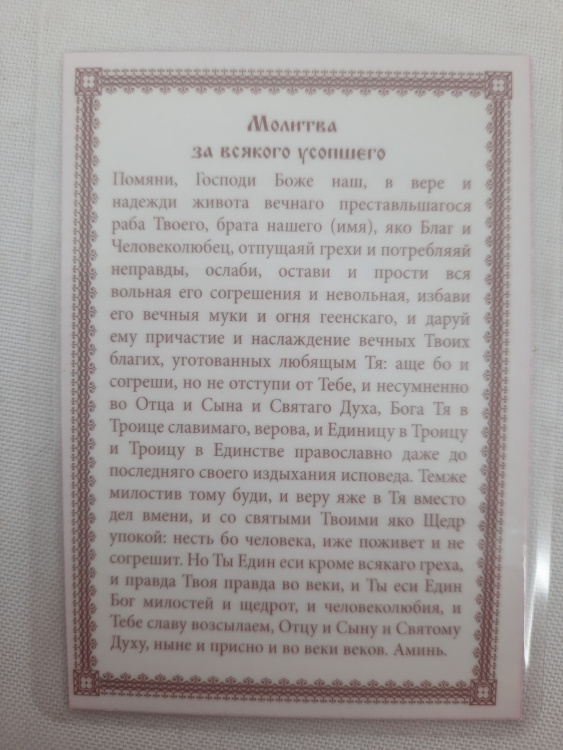 Молитва
за всякого усопшего
Помяни, Господи Боже наш, в вере и
надежди живота вечнаго преставльшагося
раба Твоего, брата нашего (имя), яко Благ и
Человеколюбец, отпущаяй грехи и потребляяй
неправды, ослаби, остави и прости вся
вольная его согрешения и невольная, избави
его вечныя муки и огня геенскаго, и даруй
ему причастие и наслаждение вечных Твоих
благих, уготованных любящым Тя: аще бо и
согреши, но не отступи от Тебе, и несумненно
во Отца и Сына и Святаго Духа, Бога Тя в
Троице славимаго, верова, и Единицу в Троицу
и Троицу в Единстве православно даже до
последняго своего издыхания исповеда. Темже
милостив тому буди, и веру яже в Тя вместо
дел вмени, и со святыми Твоими яко Щедр
упокой: несть бо человека, иже поживет и не
согрешит. Но Ты Един еси кроме всякаго греха,
и правда Твоя правда во веки, и Ты еси Един
Бог милостей и щедрот, и человеколюбия, и
Тебе славу возсылаем, Отцу и Сыну и Святому
Духу, ныне и присно и во веки веков. Аминь.